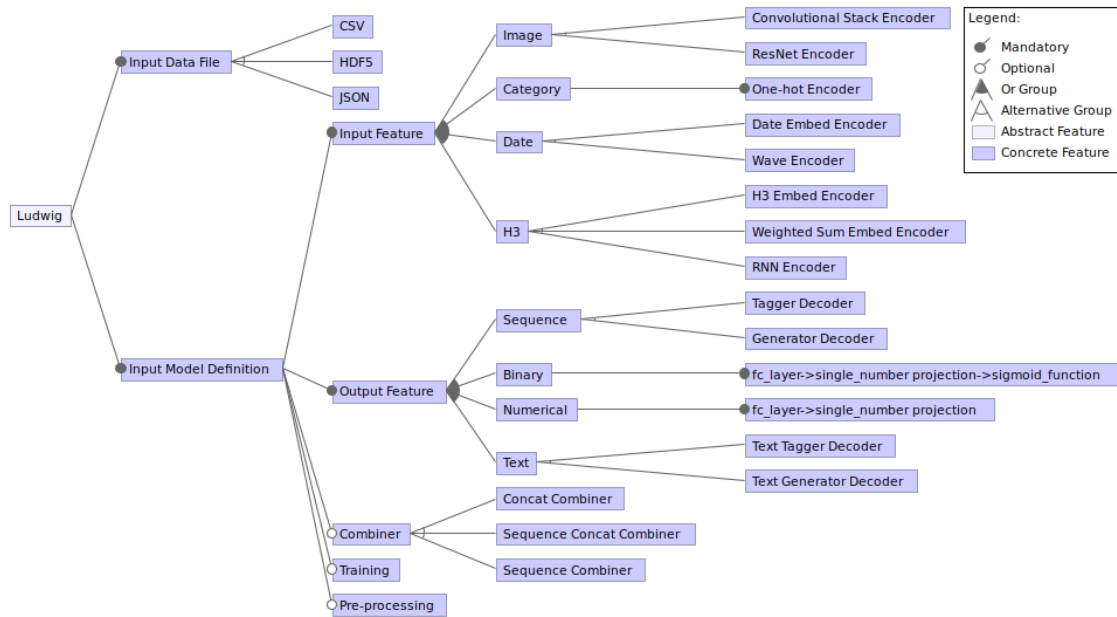 Ludwig
Input Data File
CSV
HDF5
JSON
Input Model Definition
Input Feature
Image
Convolutional Stack Encoder
ResNet Encoder
Category
One-hot Encoder
Date
Date Embed Encoder
Wave Encoder
H3
H3 Embed Encoder
Weighted Sum Embed Encoder
RNN Encoder
Output Feature
Sequence
Tagger Decoder
Generator Decoder
Binary
fc_layer->single_number projection->sigmoid_function
Numerical
fc_layer->single_number projection
Text
Text Tagger Decoder
Text Generator Decoder
Combiner
Concat Combiner
Sequence Concat Combiner
Sequence Combiner
Training
Pre-processing
Legend:
Mandatory
Optional
Or Group
Alternative Group
Abstract Feature
Concrete Feature